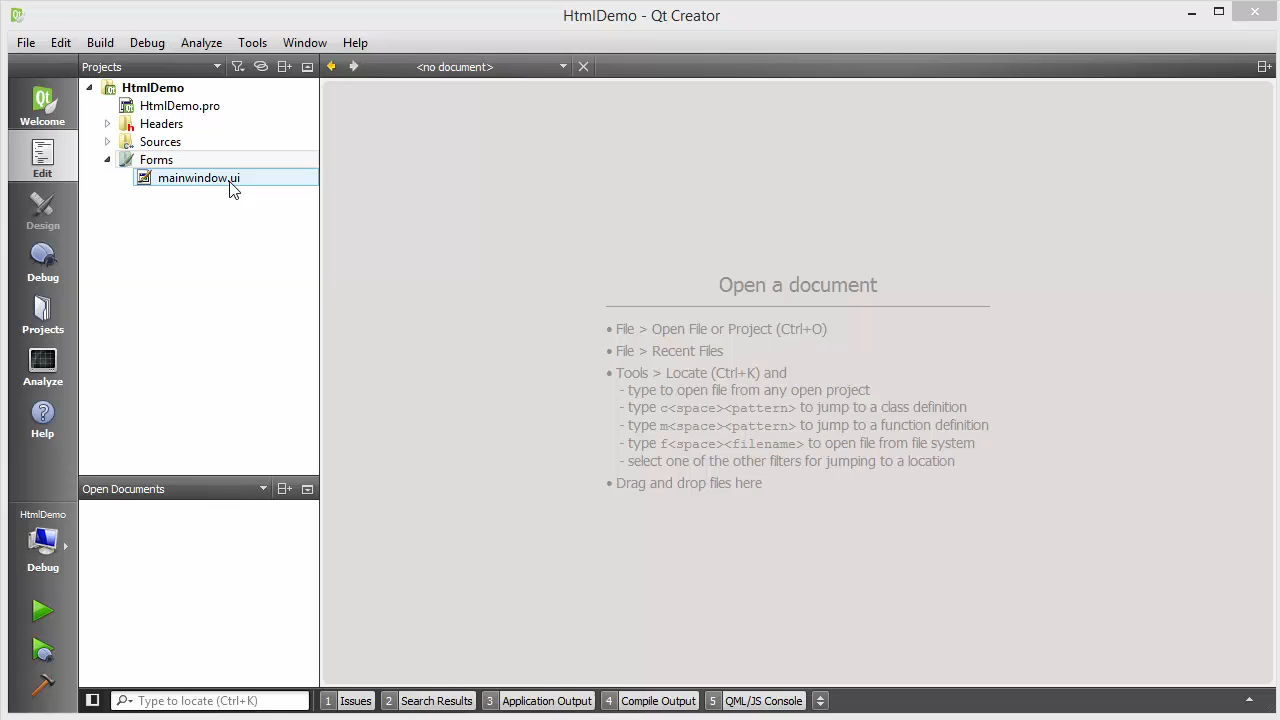 HtmlDemo - Qt Creator
File Edit Build Debug Tools Analyze Window Help
Projects
<no document>
Welcome
Edit
Design
Debug
Projects
Analyze
Help
HtmlDemo
HtmlDemo.pro
Headers
Sources
Forms
mainwindow.ui
Open a document
• File > Open File or Project (Ctrl+O)
• File > Recent Files
• Tools > Locate (Ctrl+K) and
- type to open file from any open project
- type c<space><pattern> to jump to a class definition
- type m<space><pattern> to jump to a function definition
- type f<space><filename> to open file from file system
- select one of the other filters for jumping to a location
• Drag and drop files here
Open Documents
HtmlDemo
Debug
Type to locate (Ctrl+K)
1 Issues 2 Search Results 3 Application Output 4 Compile Output 5 QML/JS Console